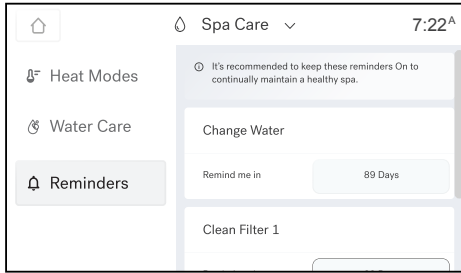 Spa Care
7:22A
Heat Modes
It's recommended to keep these reminders On to
continually maintain a healthy spa.
Water Care
Change Water
Reminders
Remind me in
89 Days
Clean Filter 1